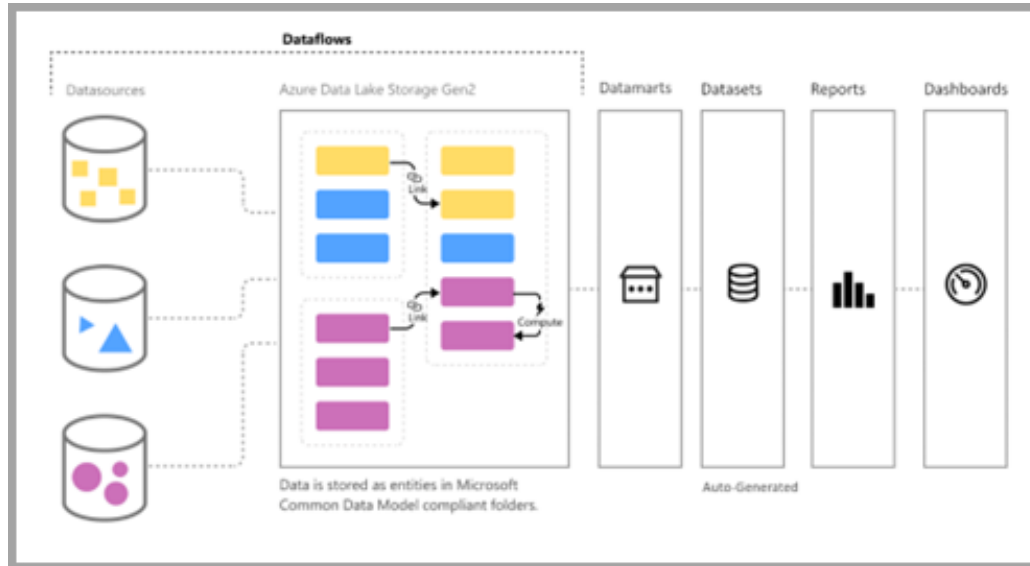 Dataflows
Datasources
Azure Data Lake Storage Gen2
Datamarts
Datasets
Reports
Dashboards
Link
Link
Compute
Data is stored as entities in Microsoft
Common Data Model compliant folders.
Auto-Generated